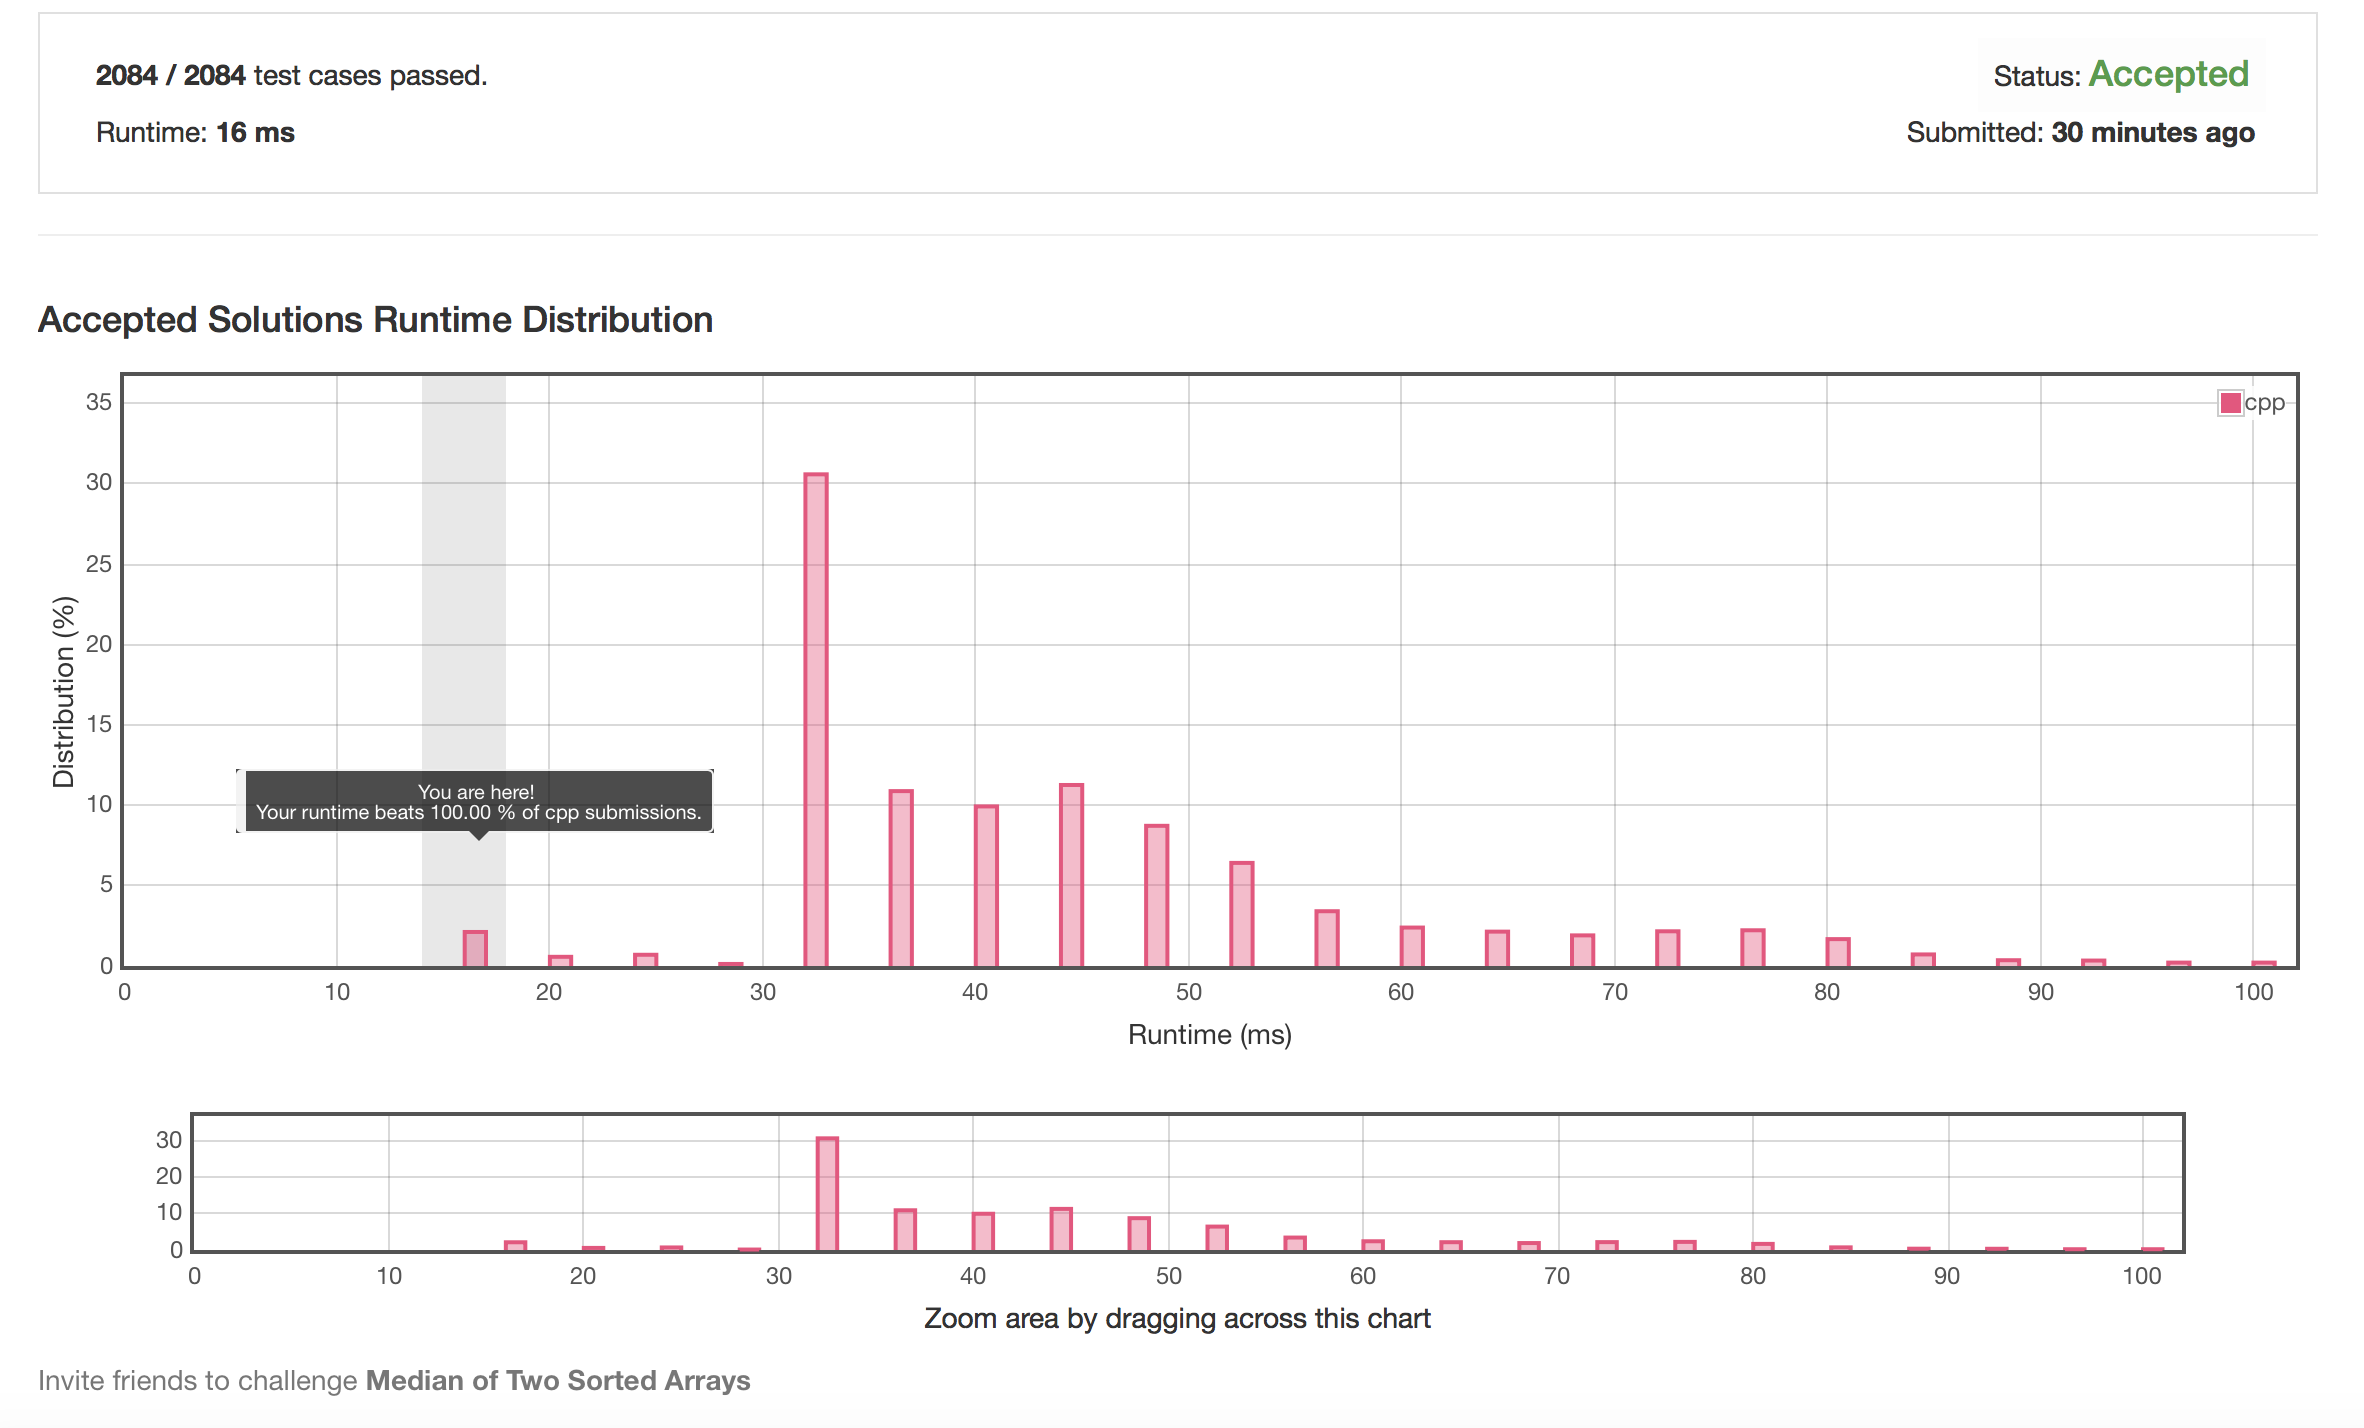 2084 / 2084 test cases passed.
Status: Accepted
Runtime: 16 ms
Submitted: 30 minutes ago
Accepted Solutions Runtime Distribution
35
30
25
20
15
10
5
0
Distribution (%)
cpp
You are here!
Your runtime beats 100.00 % of cpp submissions.
0 10 20 30 40 50 60 70 80 90 100
Runtime (ms)
30
20
10
0
0 10 20 30 40 50 60 70 80 90 100
Zoom area by dragging across this chart
Invite friends to challenge Median of Two Sorted Arrays